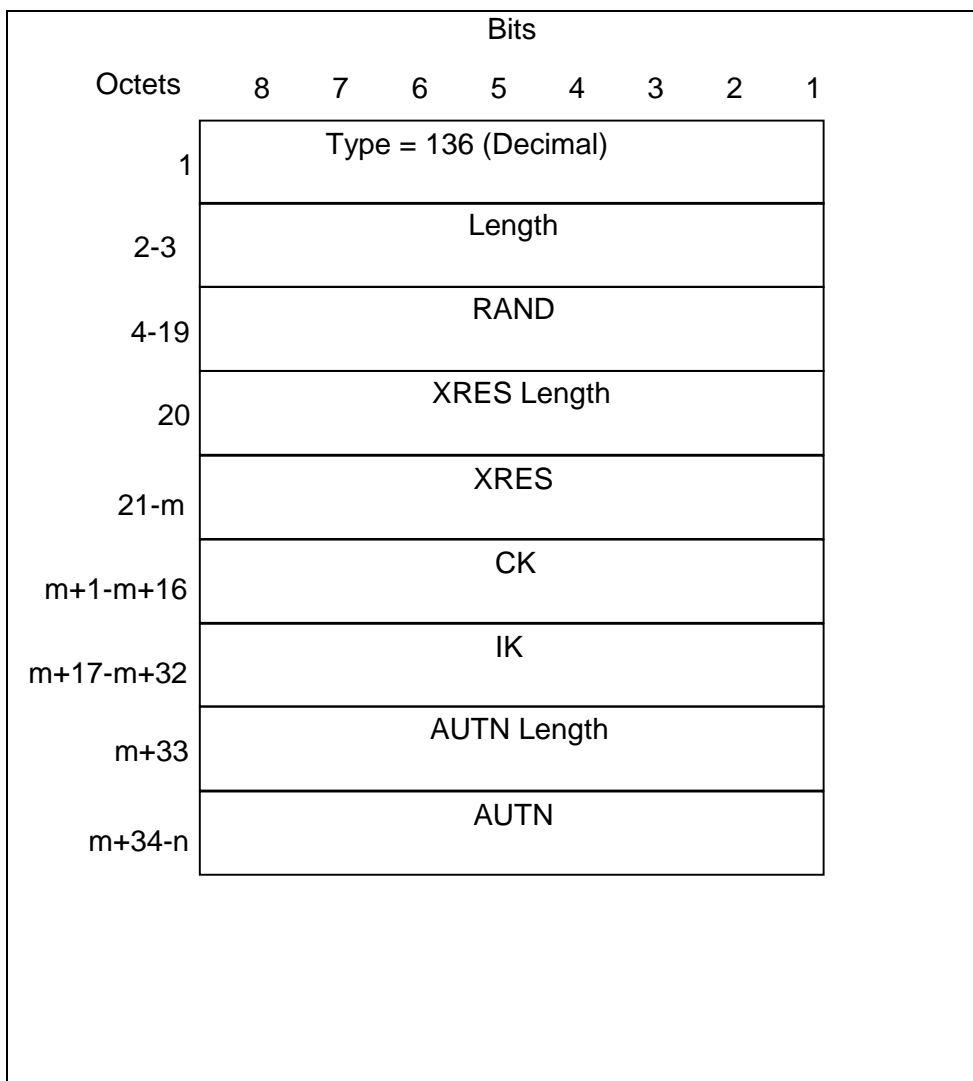 Bits
Octets 8 7 6 5 4 3 2 1
1 Type = 136 (Decimal)
2-3 Length
4-19 RAND
20 XRES Length
21-m XRES
m+1-m+16 CK
m+17-m+32 IK
m+33 AUTN Length
m+34-n AUTN